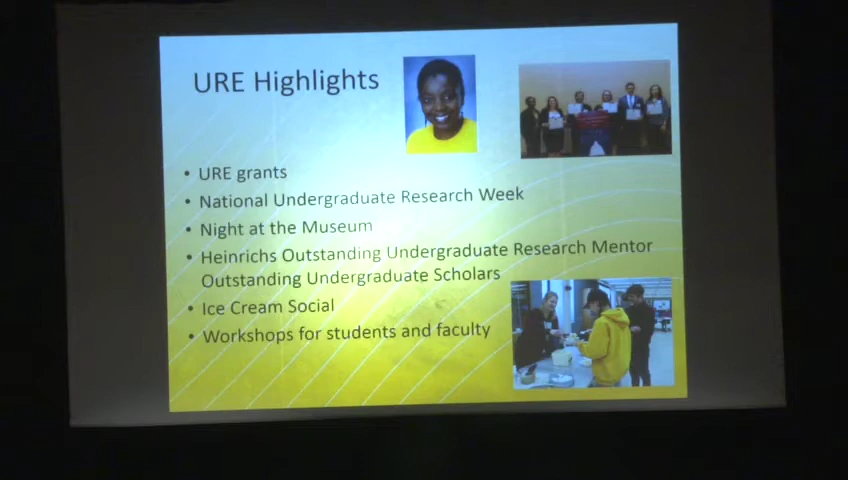 URE Highlights
• URE grants
• National Undergraduate Research Week
• Night at the Museum
• Heinrichs Outstanding Undergraduate Research Mentor
Outstanding Undergraduate Scholars
• Ice Cream Social
• Workshops for students and faculty